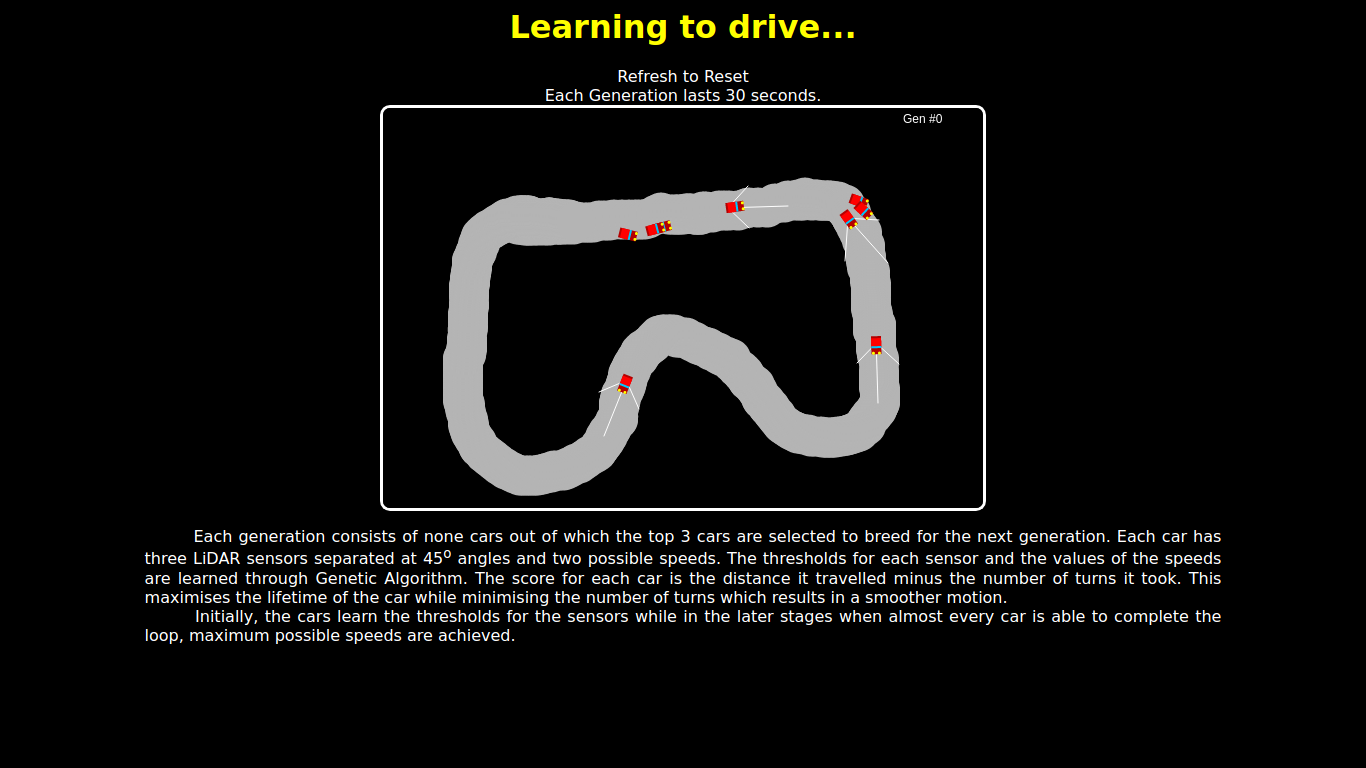 Learning to drive...
Refresh to Reset
Each Generation lasts 30 seconds.
Gen #0
Each generation consists of none cars out of which the top 3 cars are selected to breed for the next generation. Each car has
three LiDAR sensors separated at 45º angles and two possible speeds. The thresholds for each sensor and the values of the speeds
are learned through Genetic Algorithm. The score for each car is the distance it travelled minus the number of turns it took. This
maximises the lifetime of the car while minimising the number of turns which results in a smoother motion.
Initially, the cars learn the thresholds for the sensors while in the later stages when almost every car is able to complete the
loop, maximum possible speeds are achieved.